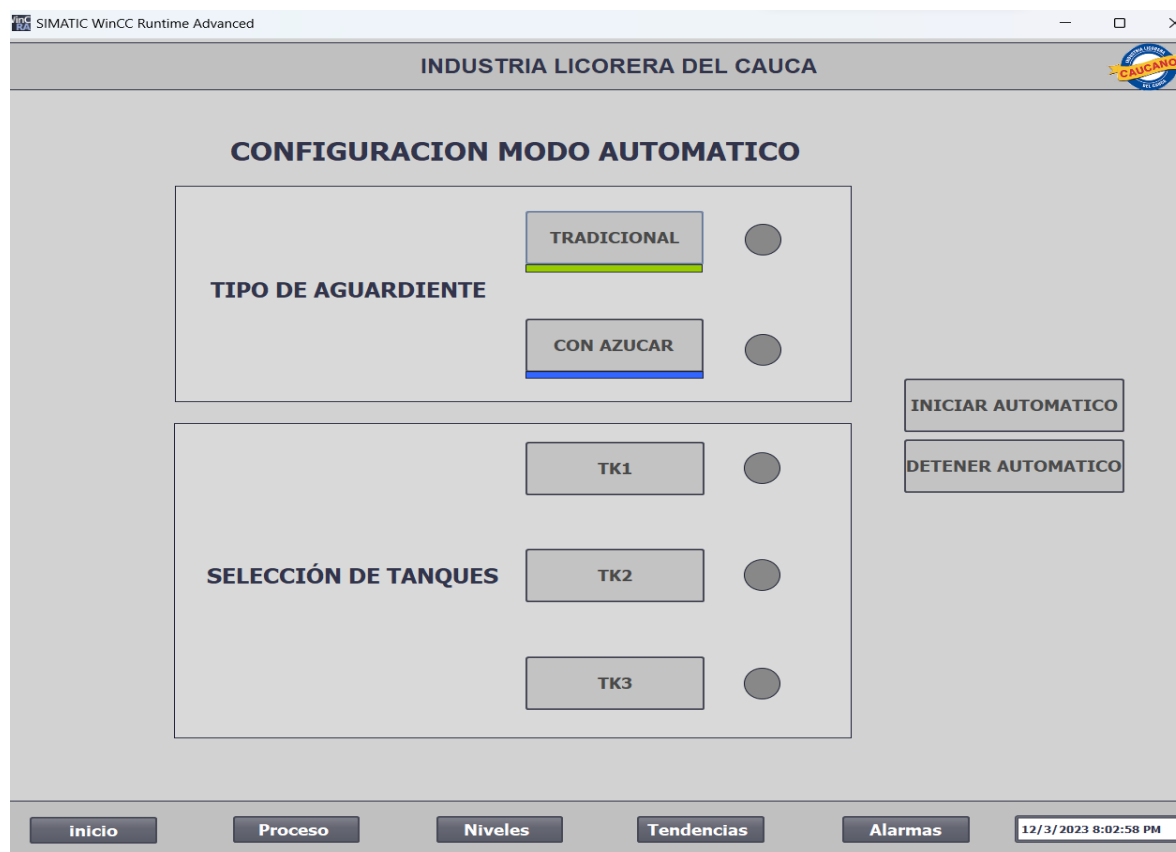 SIMATIC WinCC Runtime Advanced
INDUSTRIA LICORERA DEL CAUCA
CAUCANO
CONFIGURACION MODO AUTOMATICO
TRADICIONAL
TIPO DE AGUARDIENTE
CON AZUCAR
INICIAR AUTOMATICO
DETENER AUTOMATICO
TK1
SELECCIÓN DE TANQUES
TK2
TK3
inicio
Proceso
Niveles
Tendencias
Alarmas
12/3/2023 8:02:58 PM